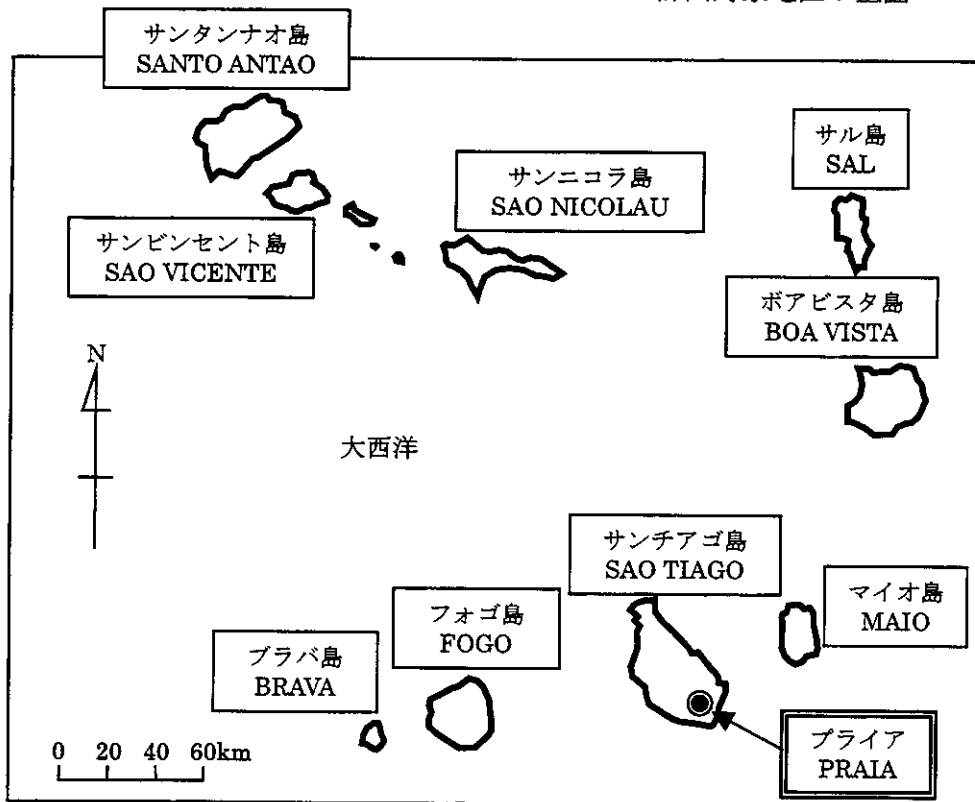 サンタンナオ島
SANTO ANTAO
サル島
SAL
サンニコラ島
SAO NICOLAU
サンビンセント島
SAO VICENTE
ボアビスタ島
BOA VISTA
N
大西洋
サンチアゴ島
SAO TIAGO
マイオ島
MAIO
フォゴ島
FOGO
ブラバ島
BRAVA
プライア
PRAIA
0 20 40 60km